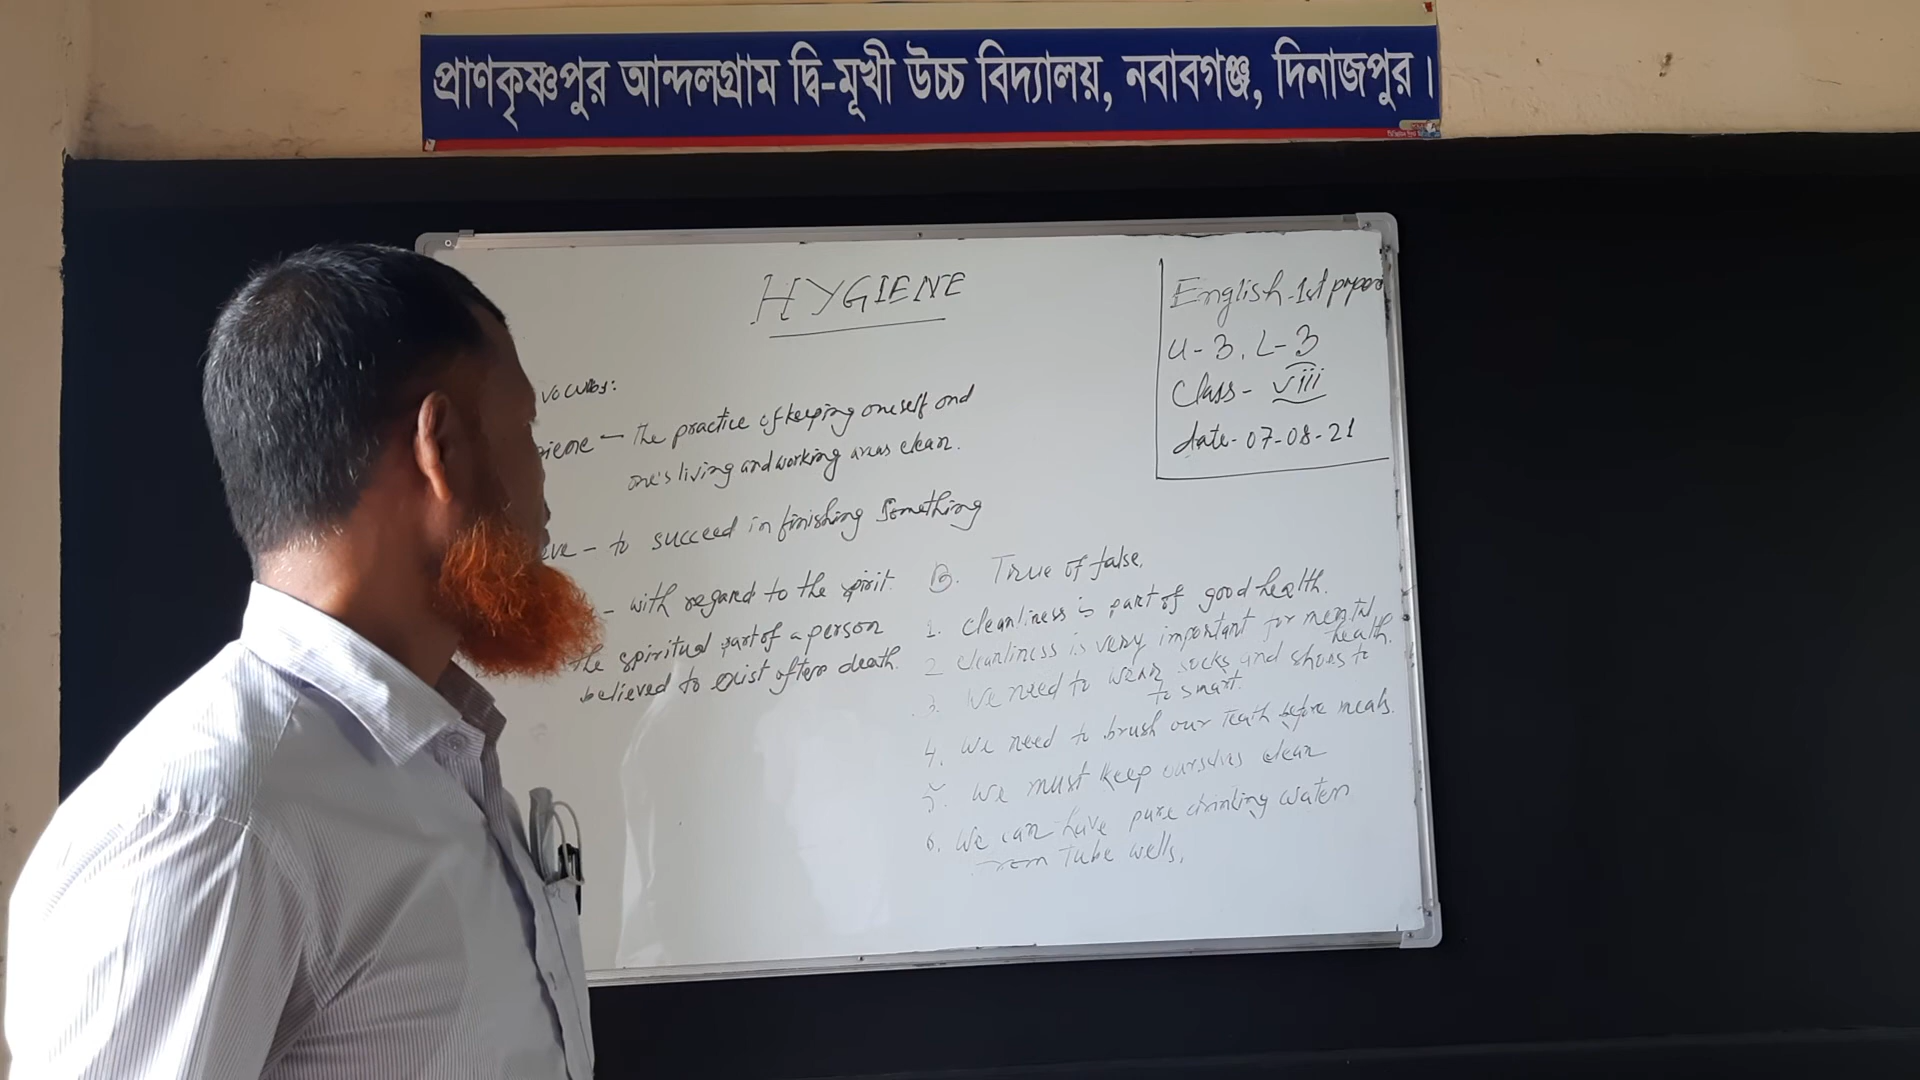 প্রাণকৃষ্ণপুর আন্দলগ্রাম দ্বি-মূখী উচ্চ বিদ্যালয়, নবাবগঞ্জ, দিনাজপুর।
HYGIENE
English-1st paper
U-3, L-3
Class- viii
date-07-08-21
giene - the practice of keeping oneself and
one's living and working areas clean.
eve - to succeed in finishing something
- with regard to the spirit.
the spiritual part of a person
believed to exist after death.
B. True of false.
1. cleanliness is part of good health.
2 cleanliness is very important for mental
health.
3. We need to wear socks and shoes to
to smart.
4. We need to brush our teath before meals.
5. We must keep ourselves clean
6. We can have pure drinking water
from Tube wells.